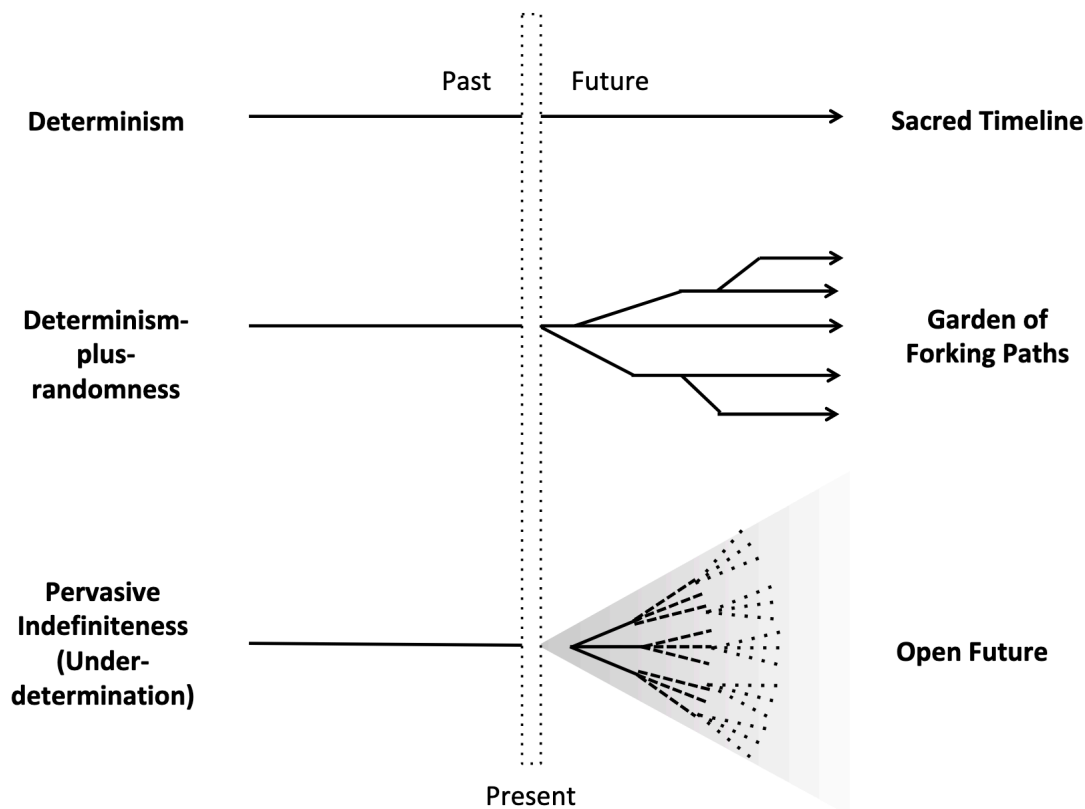 Past
Future
Determinism
Sacred Timeline
Determinism-
plus-
randomness
Garden of
Forking Paths
Pervasive
Indefiniteness
(Under-
determination)
Open Future
Present